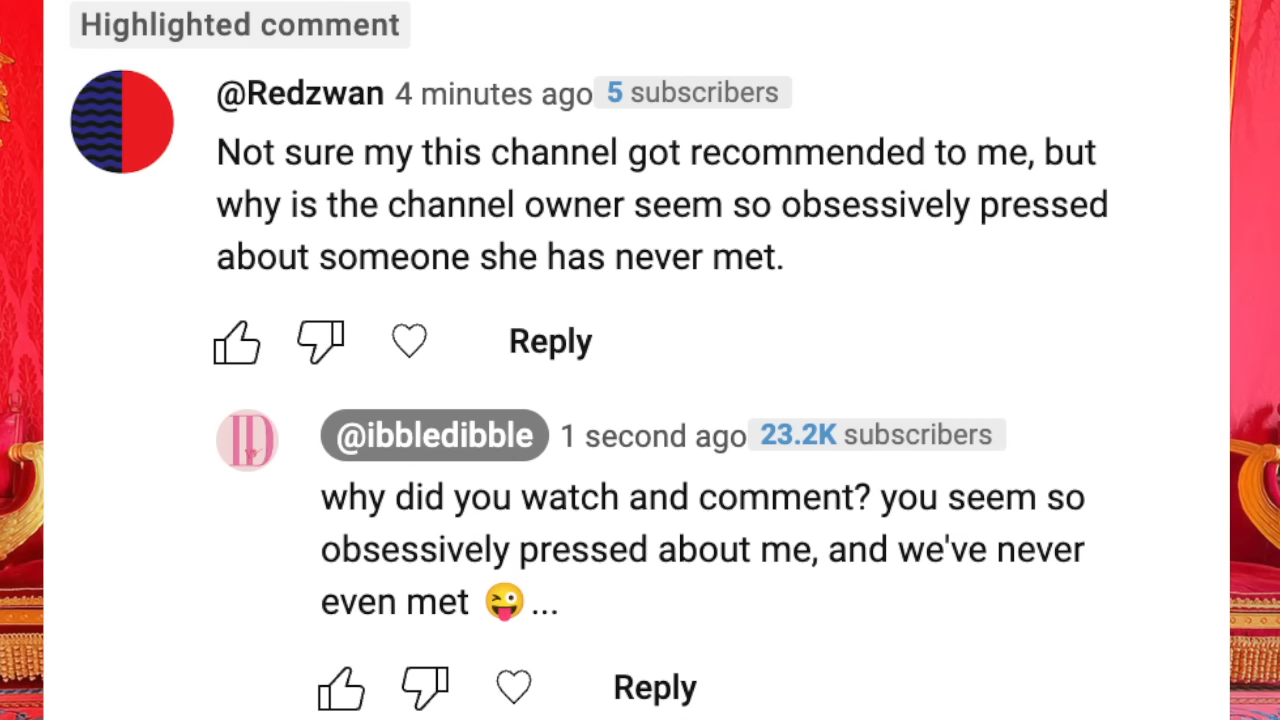 Highlighted comment
@Redzwan 4 minutes ago 5 subscribers
Not sure my this channel got recommended to me, but
why is the channel owner seem so obsessively pressed
about someone she has never met.
Reply
ID
@ibbledibble 1 second ago 23.2K subscribers
why did you watch and comment? you seem so
obsessively pressed about me, and we've never
even met 😜...
Reply